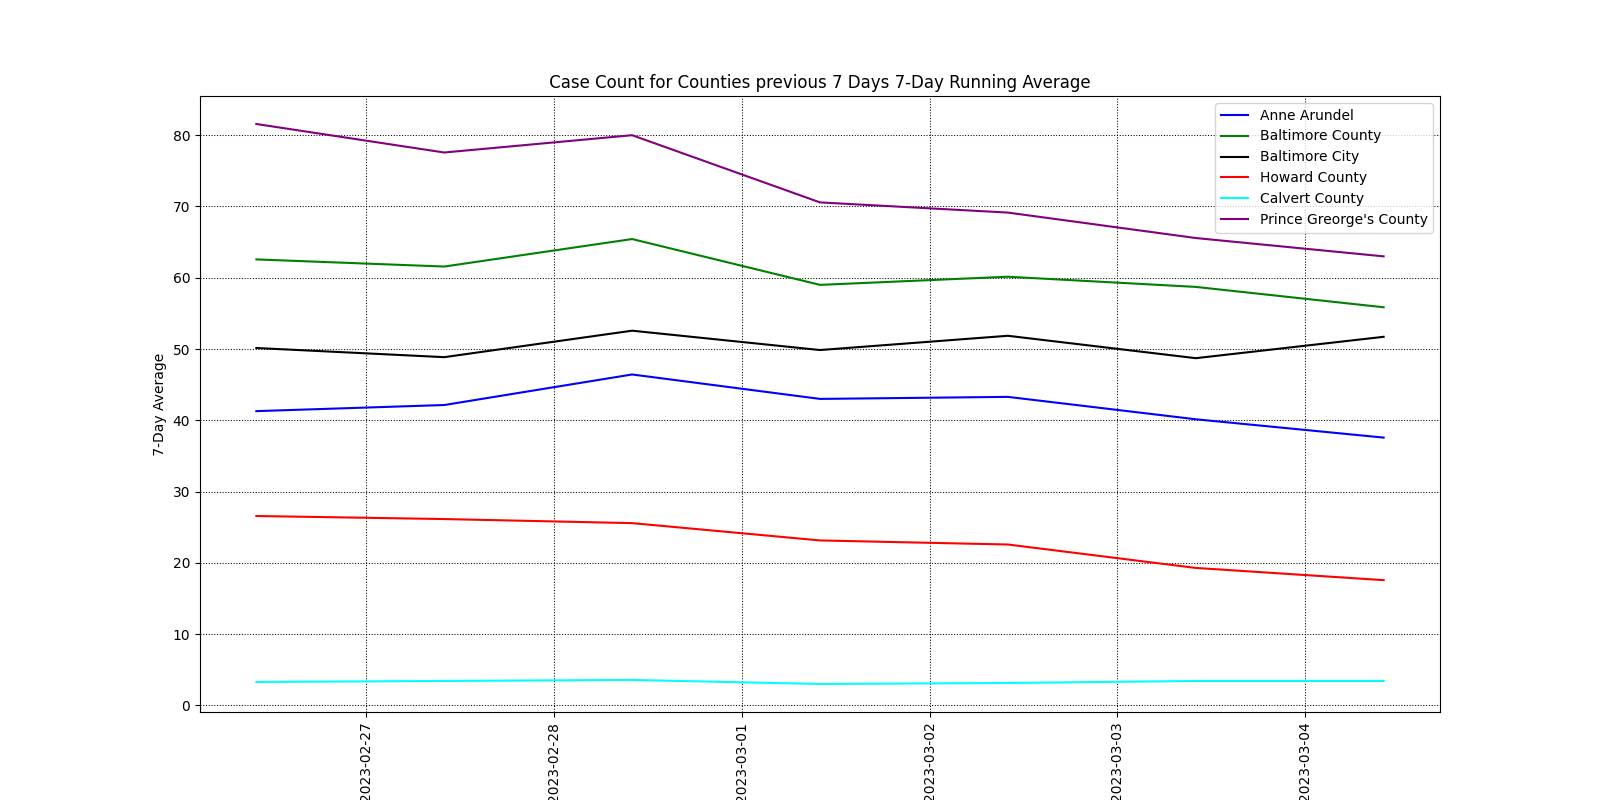 Case Count for Counties previous 7 Days 7-Day Running Average
Anne Arundel
Baltimore County
Baltimore City
Howard County
Calvert County
Prince Greorge's County
7-Day Average
80
70
60
50
40
30
20
10
0
2023-02-27
2023-02-28
2023-03-01
2023-03-02
2023-03-03
2023-03-04